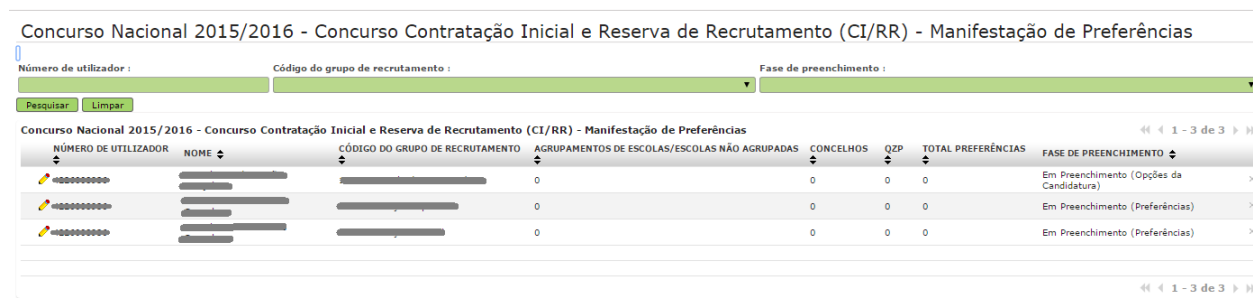 Concurso Nacional 2015/2016 - Concurso Contratação Inicial e Reserva de Recrutamento (CI/RR) - Manifestação de Preferências
Número de utilizador : Código do grupo de recrutamento : Fase de preenchimento :
Pesquisar Limpar
Concurso Nacional 2015/2016 - Concurso Contratação Inicial e Reserva de Recrutamento (CI/RR) - Manifestação de Preferências 1 - 3 de 3
NÚMERO DE UTILIZADOR NOME CÓDIGO DO GRUPO DE RECRUTAMENTO AGRUPAMENTOS DE ESCOLAS/ESCOLAS NÃO AGRUPADAS CONCELHOS QZP TOTAL PREFERÊNCIAS FASE DE PREENCHIMENTO
0 0 0 0 Em Preenchimento (Opções da
Candidatura)
0 0 0 0 Em Preenchimento (Preferências)
0 0 0 0 Em Preenchimento (Preferências)
1 - 3 de 3